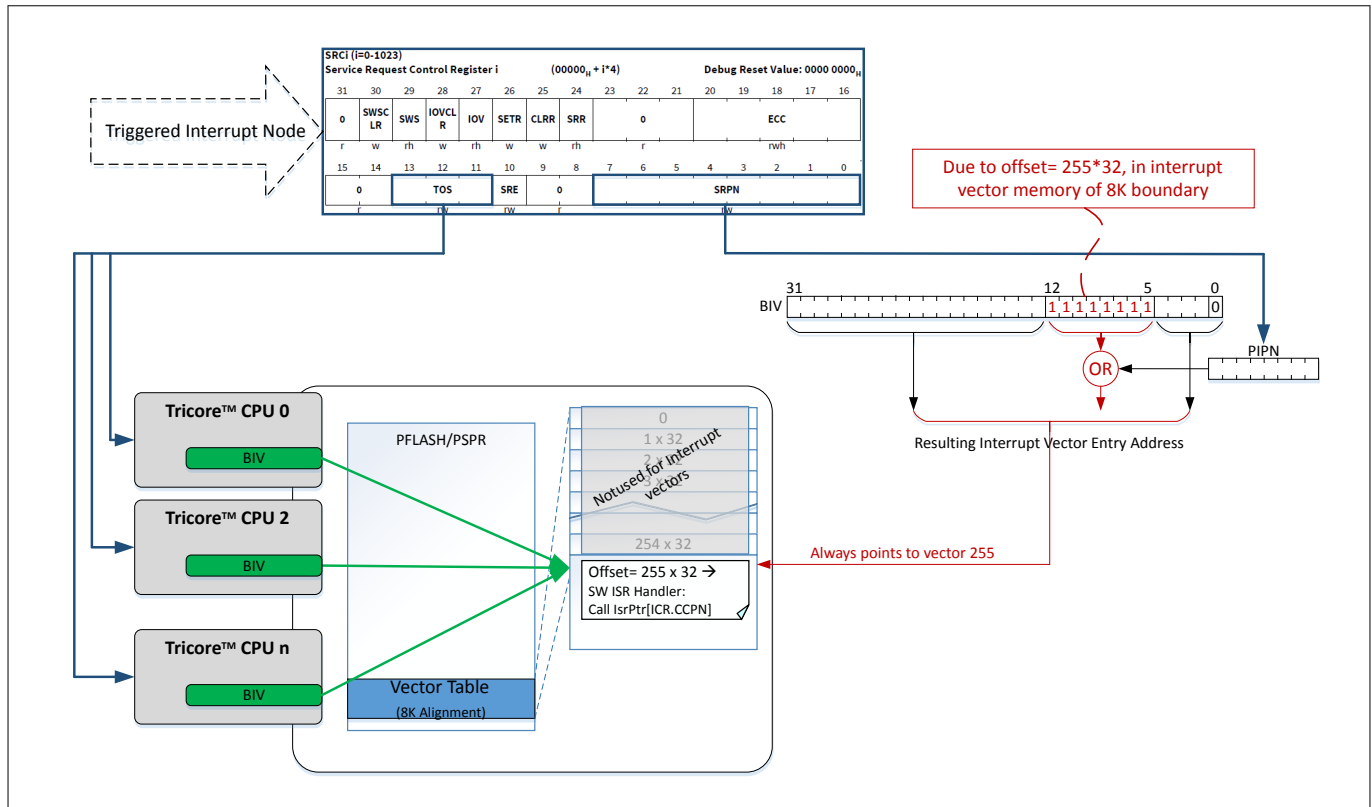 SRCi (i=0-1023)
Service Request Control Register i (00000H + i*4) Debug Reset Value: 0000 0000H
31 30 29 28 27 26 25 24 23 22 21 20 19 18 17 16
0 SWSC LR SWS IOVCL R IOV SETR CLRR SRR 0 ECC
r w rh w rh w w rh r rwh
15 14 13 12 11 10 9 8 7 6 5 4 3 2 1 0
0 TOS SRE 0 SRPN
r rw rw r rw
Triggered Interrupt Node
Due to offset= 255*32, in interrupt
vector memory of 8K boundary
31 12 5 0
BIV 1 1 1 1 1 1 1 1 0
PIPN
OR
Resulting Interrupt Vector Entry Address
Tricore™ CPU 0
BIV
Tricore™ CPU 2
BIV
Tricore™ CPU n
BIV
PFLASH/PSPR
Vector Table
(8K Alignment)
0
1 x 32
2 x 32
3 x 32
Notused for Interrupt
vectors
254 x 32
Offset= 255 x 32 →
SW ISR Handler:
Call IsrPtr[ICR.CCPN]
Always points to vector 255